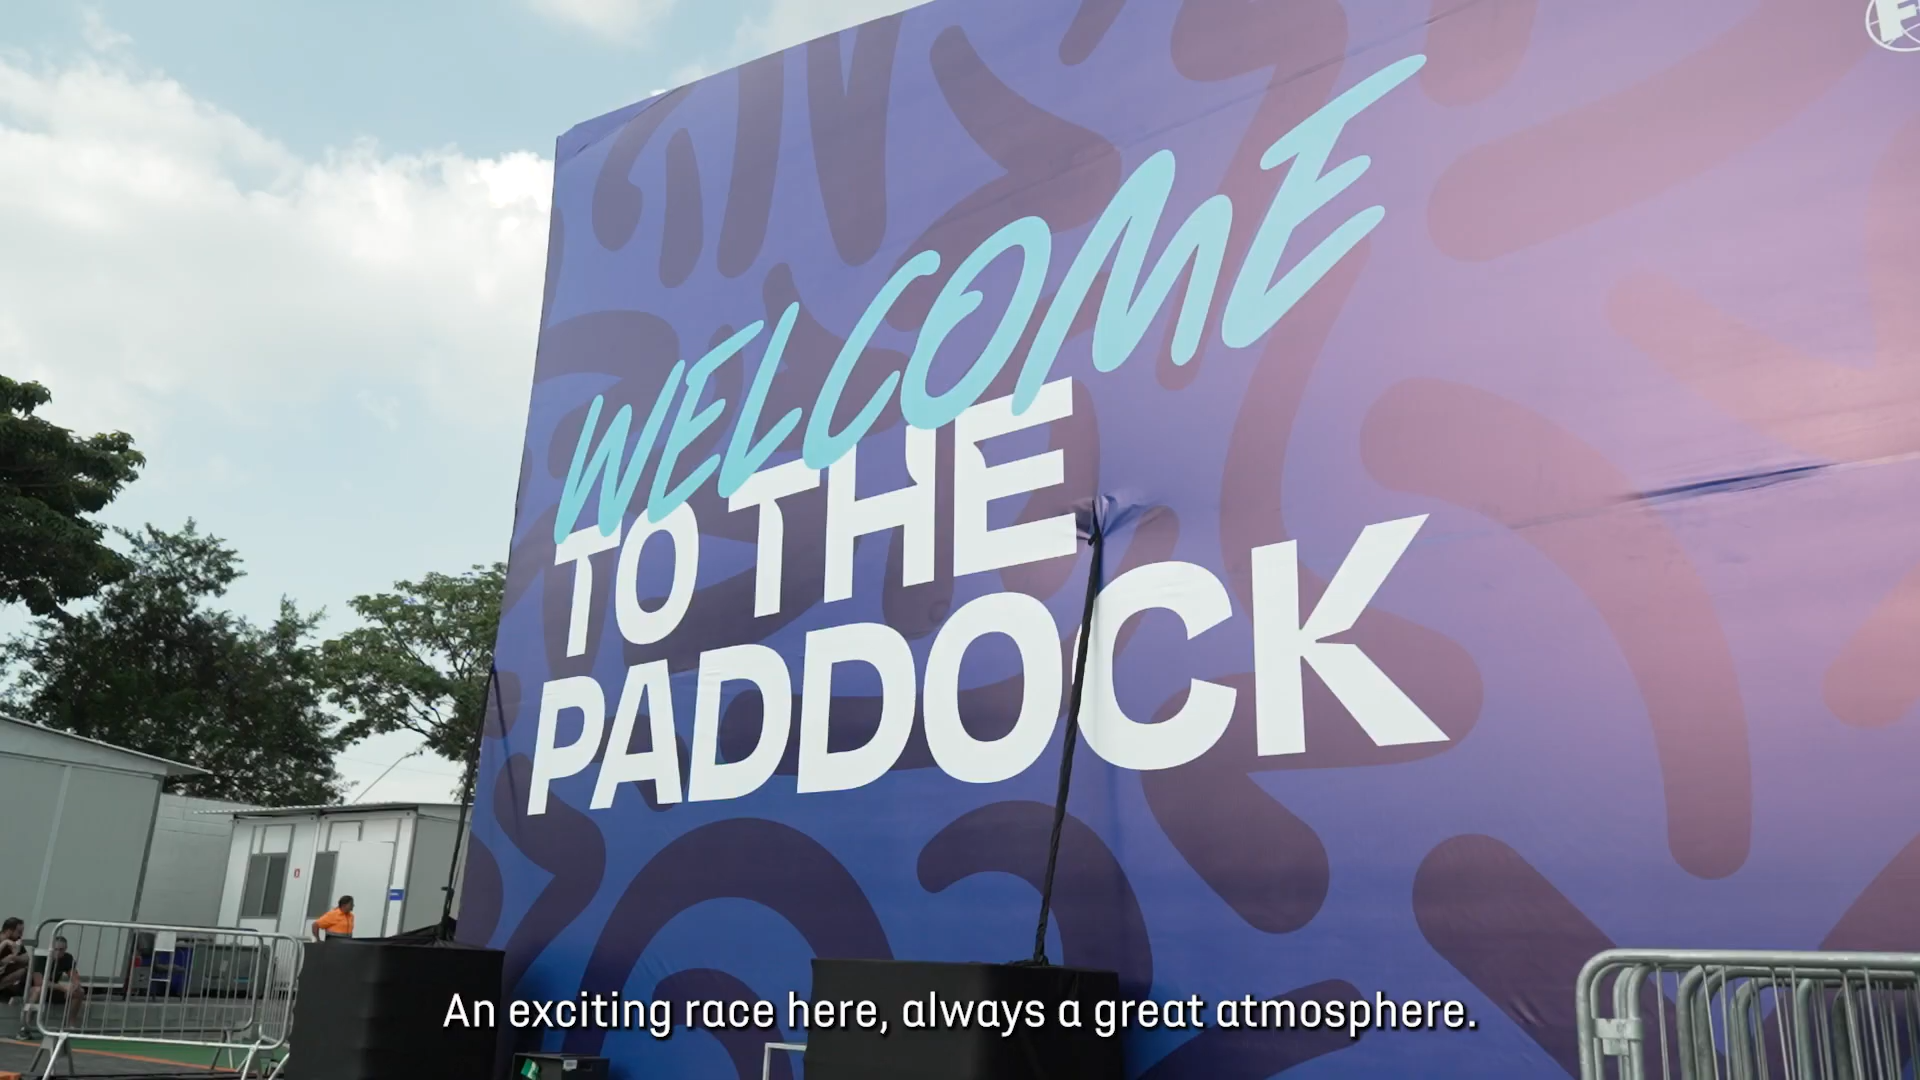 WELCOME
TO THE
PADDOCK
An exciting race here, always a great atmosphere.